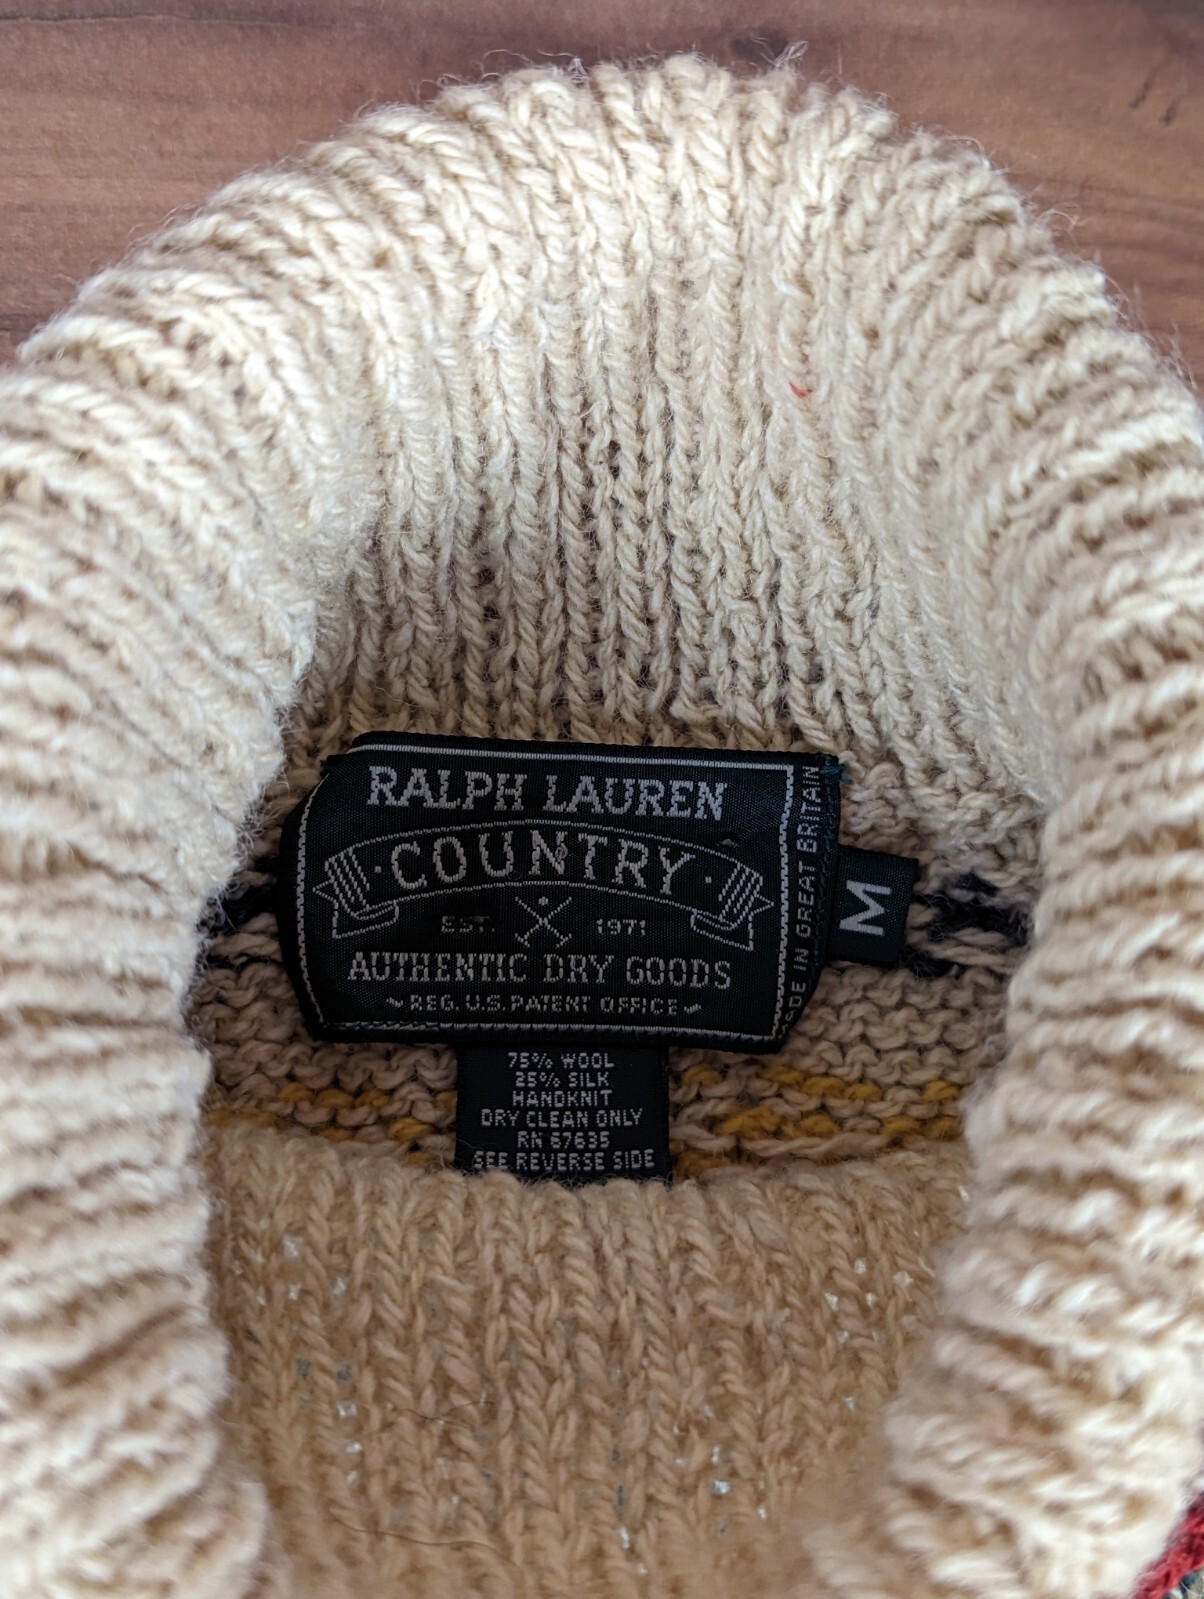 RALPH LAUREN
COUNTRY
EST. 1971
AUTHENTIC DRY GOODS
REG. U.S. PATENT OFFICE
MADE IN GREAT BRITAIN
M
75% WOOL
25% SILK
HANDKNIT
DRY CLEAN ONLY
RN 67635
SEE REVERSE SIDE